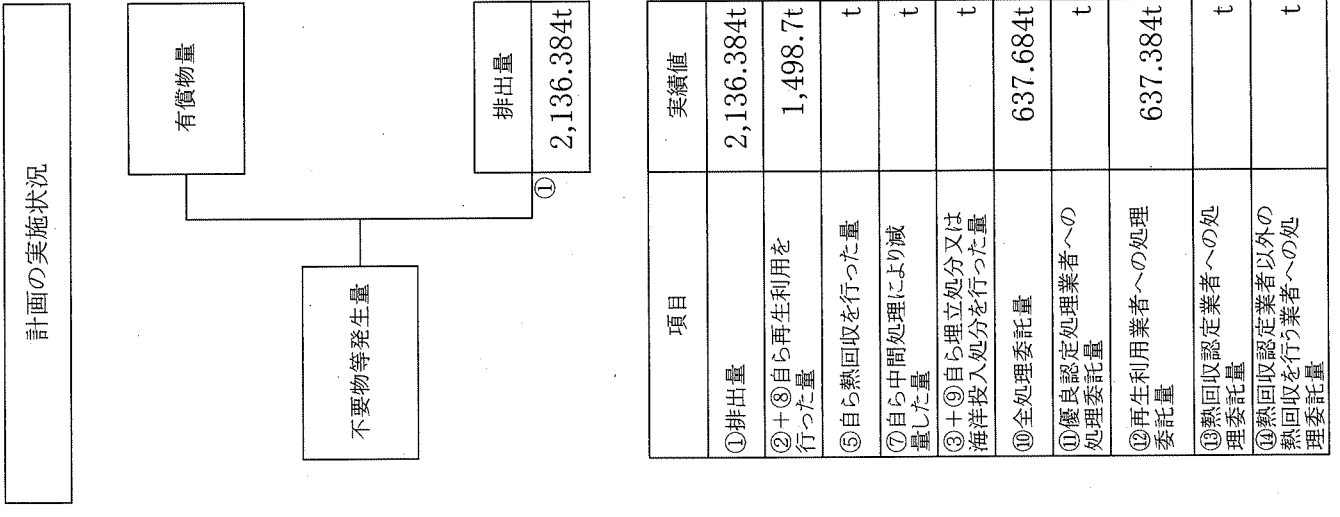 計画の実施状況
有償物量
不要物等発生量
排出量
①
2,136.384t
項目 実績値
①排出量 2,136.384t
②+⑧自ら再生利用を
行った量
1,498.7t
⑤自ら熱回収を行った量 t
⑦自ら中間処理により減
量した量
t
③+⑨自ら埋立処分又は
海洋投入処分を行った量
t
⑩全処理委託量 637.684t
⑪優良認定処理業者への
処理委託量
t
⑫再生利用業者への処理
委託量
637.384t
⑬熱回収認定業者への処
理委託量
t
⑭熱回収認定業者以外の
熱回収を行う業者への処
理委託量
t